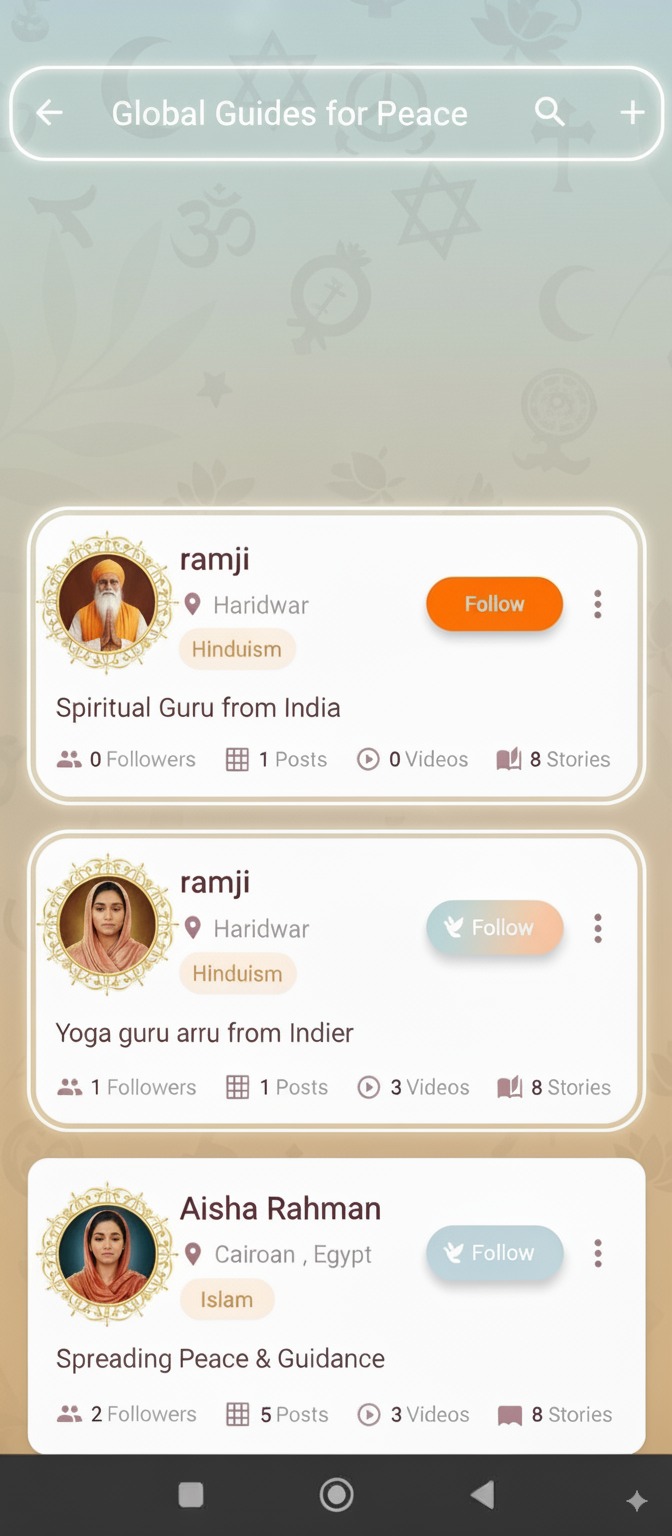 Global Guides for Peace
ramji
Haridwar
Follow
Hinduism
Spiritual Guru from India
0 Followers 1 Posts 0 Videos 8 Stories
ramji
Haridwar
Follow
Hinduism
Yoga guru arru from Indier
1 Followers 1 Posts 3 Videos 8 Stories
Aisha Rahman
Cairoan , Egypt
Follow
Islam
Spreading Peace & Guidance
2 Followers 5 Posts 3 Videos 8 Stories